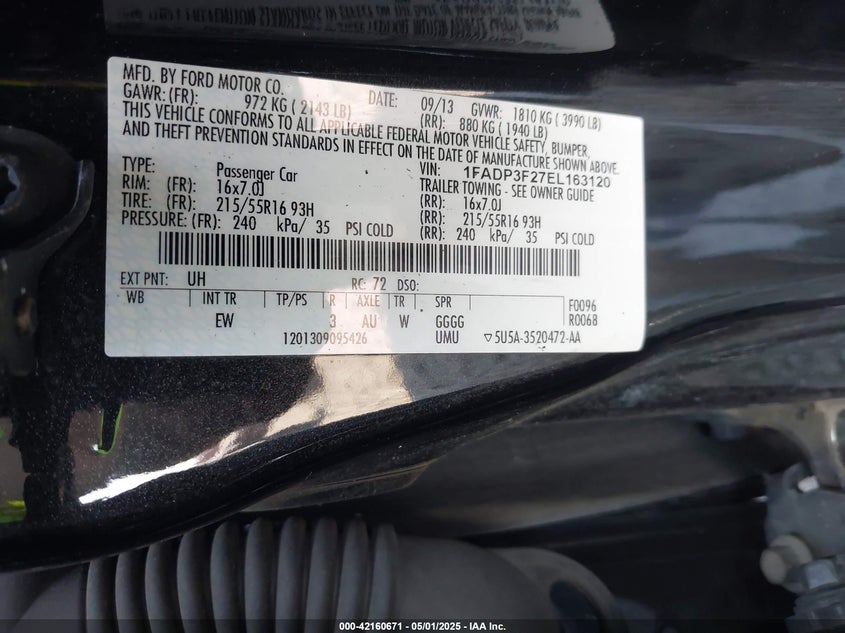 MFD. BY FORD MOTOR CO.
DATE: 09/13 GVWR: 1810 KG ( 3990 LB)
GAWR: (FR): 972 KG ( 2143 LB) (RR): 880 KG ( 1940 LB)
THIS VEHICLE CONFORMS TO ALL APPLICABLE FEDERAL MOTOR VEHICLE SAFETY, BUMPER,
AND THEFT PREVENTION STANDARDS IN EFFECT ON THE DATE OF MANUFACTURE SHOWN ABOVE.
VIN: 1FADP3F27EL163120
TYPE: Passenger Car TRAILER TOWING - SEE OWNER GUIDE
RIM: (FR): 16x7.0J (RR): 16x7.0J
TIRE: (FR): 215/55R16 93H (RR): 215/55R16 93H
PRESSURE: (FR): 240 kPa/ 35 PSI COLD (RR): 240 kPa/ 35 PSI COLD
EXT PNT: UH RC: 72 DSO:
WB INT TR TP/PS R AXLE TR SPR F0096
EW 3 AU W GGGG R0068
1201309095426 UMU ▽5U5A-3520472-AA
000-42160671 / 05/01/2025 / IAA Inc.